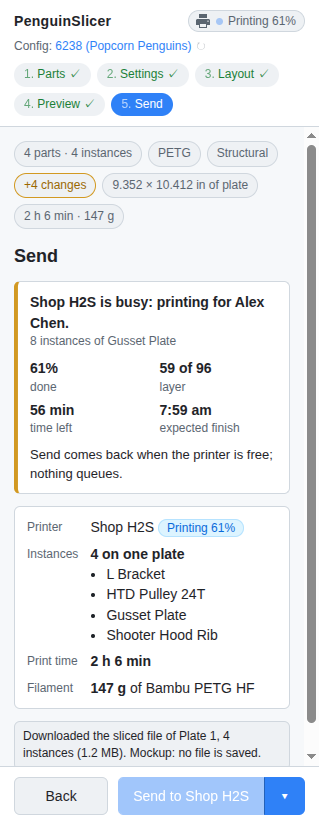 PenguinSlicer
Printing 61%
Config: 6238 (Popcorn Penguins)
1. Parts ✓
2. Settings ✓
3. Layout ✓
4. Preview ✓
5. Send
4 parts · 4 instances
PETG
Structural
+4 changes
9.352 × 10.412 in of plate
2 h 6 min · 147 g
Send
Shop H2S is busy: printing for Alex
Chen.
8 instances of Gusset Plate
61%
done
59 of 96
layer
56 min
time left
7:59 am
expected finish
Send comes back when the printer is free;
nothing queues.
Printer
Shop H2S Printing 61%
Instances
4 on one plate
• L Bracket
• HTD Pulley 24T
• Gusset Plate
• Shooter Hood Rib
Print time
2 h 6 min
Filament
147 g of Bambu PETG HF
Downloaded the sliced file of Plate 1, 4
instances (1.2 MB). Mockup: no file is saved.
Back
Send to Shop H2S
▼